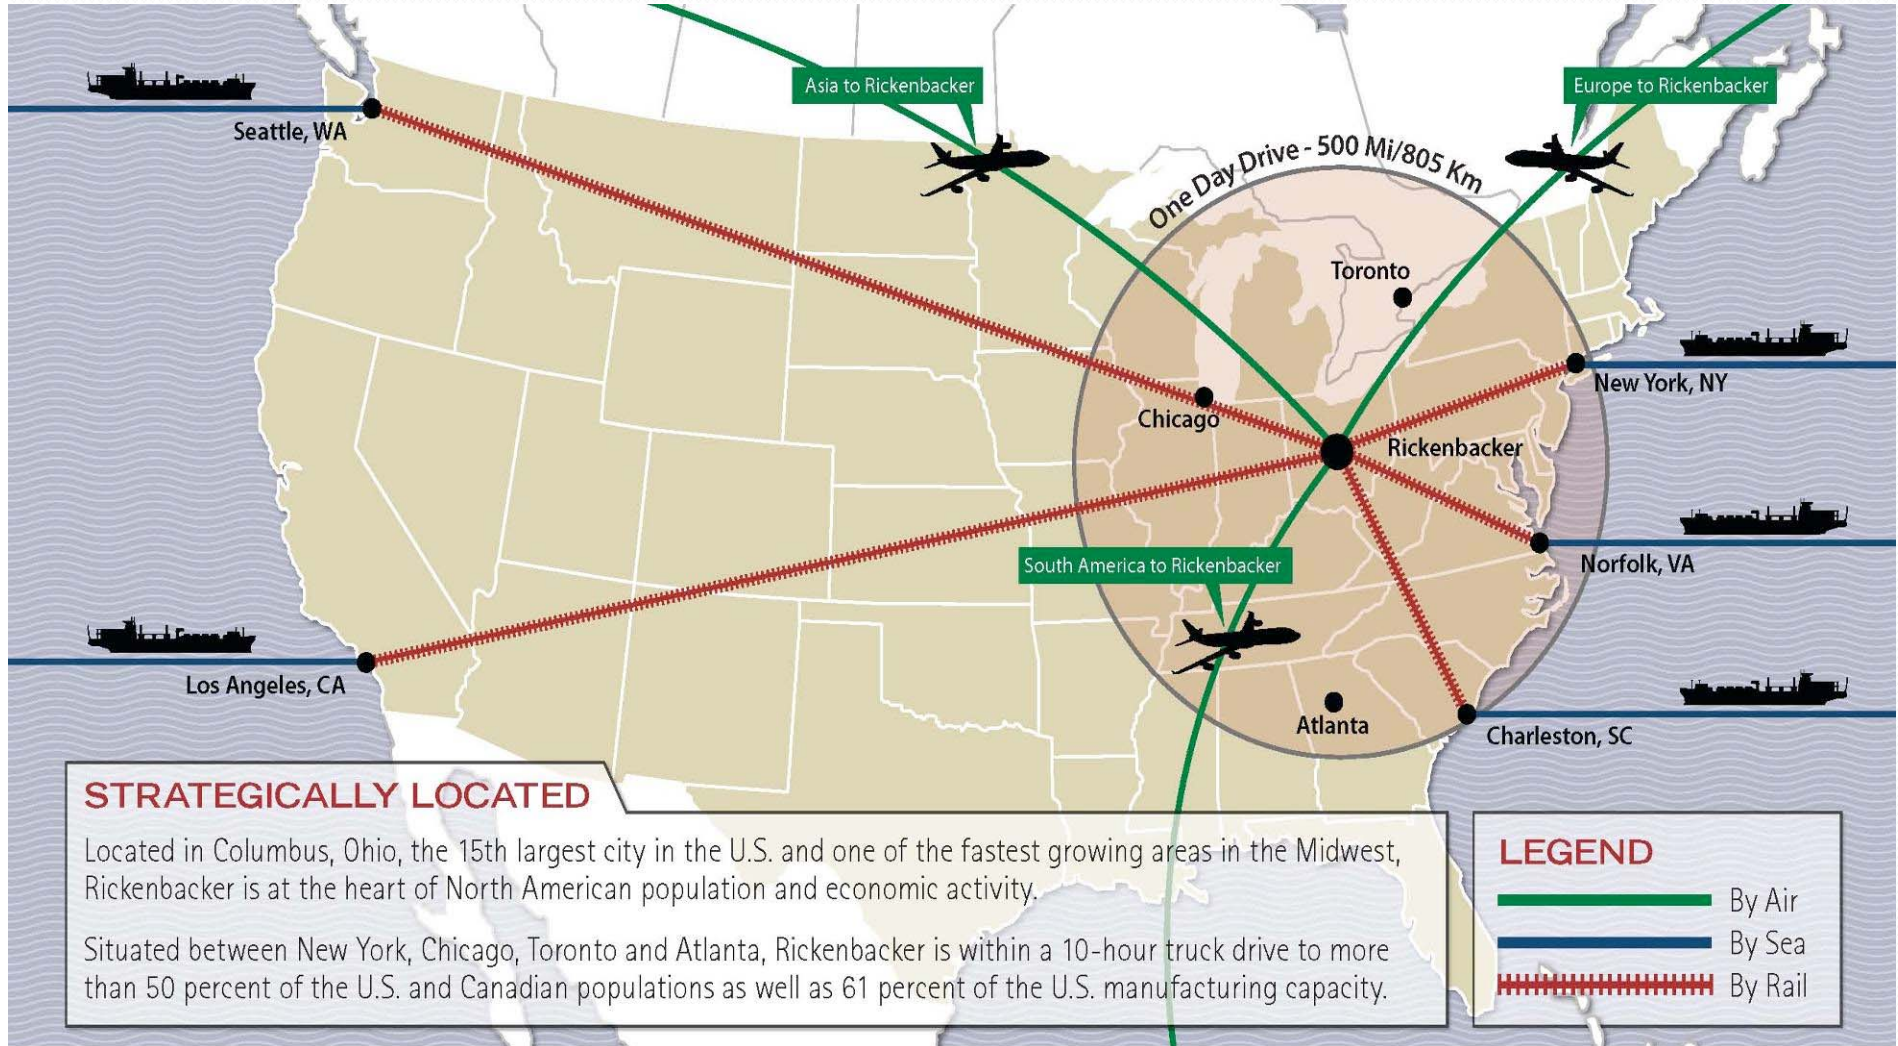 Asia to Rickenbacker
Europe to Rickenbacker
Seattle, WA
One Day Drive - 500 Mi/805 Km
Toronto
New York, NY
Chicago
Rickenbacker
South America to Rickenbacker
Norfolk, VA
Los Angeles, CA
Atlanta
Charleston, SC
STRATEGICALLY LOCATED
Located in Columbus, Ohio, the 15th largest city in the U.S. and one of the fastest growing areas in the Midwest,
Rickenbacker is at the heart of North American population and economic activity.
Situated between New York, Chicago, Toronto and Atlanta, Rickenbacker is within a 10-hour truck drive to more
than 50 percent of the U.S. and Canadian populations as well as 61 percent of the U.S. manufacturing capacity.
LEGEND
By Air
By Sea
By Rail